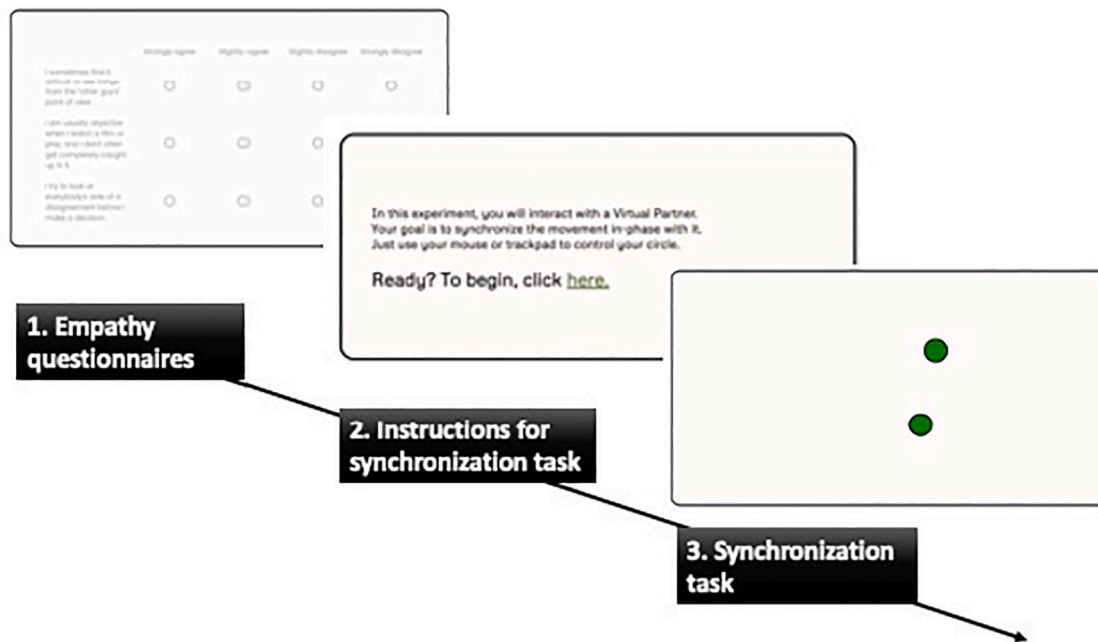 Strongly agree Slightly agree Slightly disagree Strongly disagree
I sometimes find it
difficult to see things
from the "other guys"
point of view
I am usually objective
when I watch a film or
play, and I don't often
get completely caught
up in it
I try to look at
everybody's side of a
disagreement before I
make a decision
In this experiment, you will interact with a Virtual Partner.
Your goal is to synchronize the movement in-phase with it.
Just use your mouse or trackpad to control your circle.
Ready? To begin, click here.
1. Empathy
questionnaires
2. Instructions for
synchronization task
3. Synchronization
task